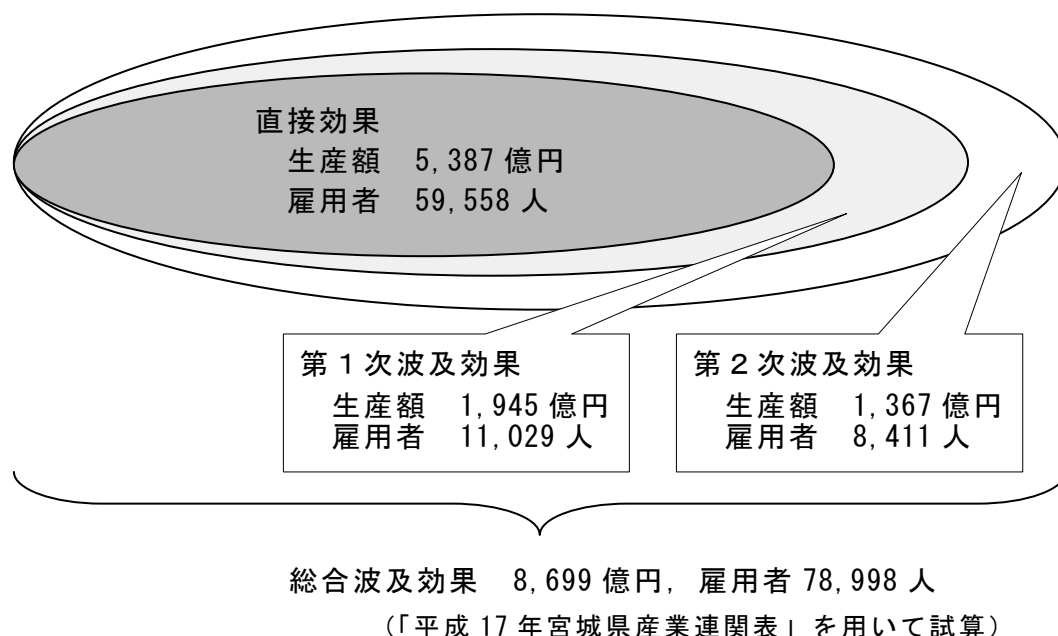 直接効果
生産額 5,387 億円
雇用者 59,558 人
第1次波及効果
生産額 1,945 億円
雇用者 11,029 人
第2次波及効果
生産額 1,367 億円
雇用者 8,411 人
総合波及効果 8,699 億円, 雇用者 78,998 人
(「平成 17 年宮城県産業連関表」を用いて試算)